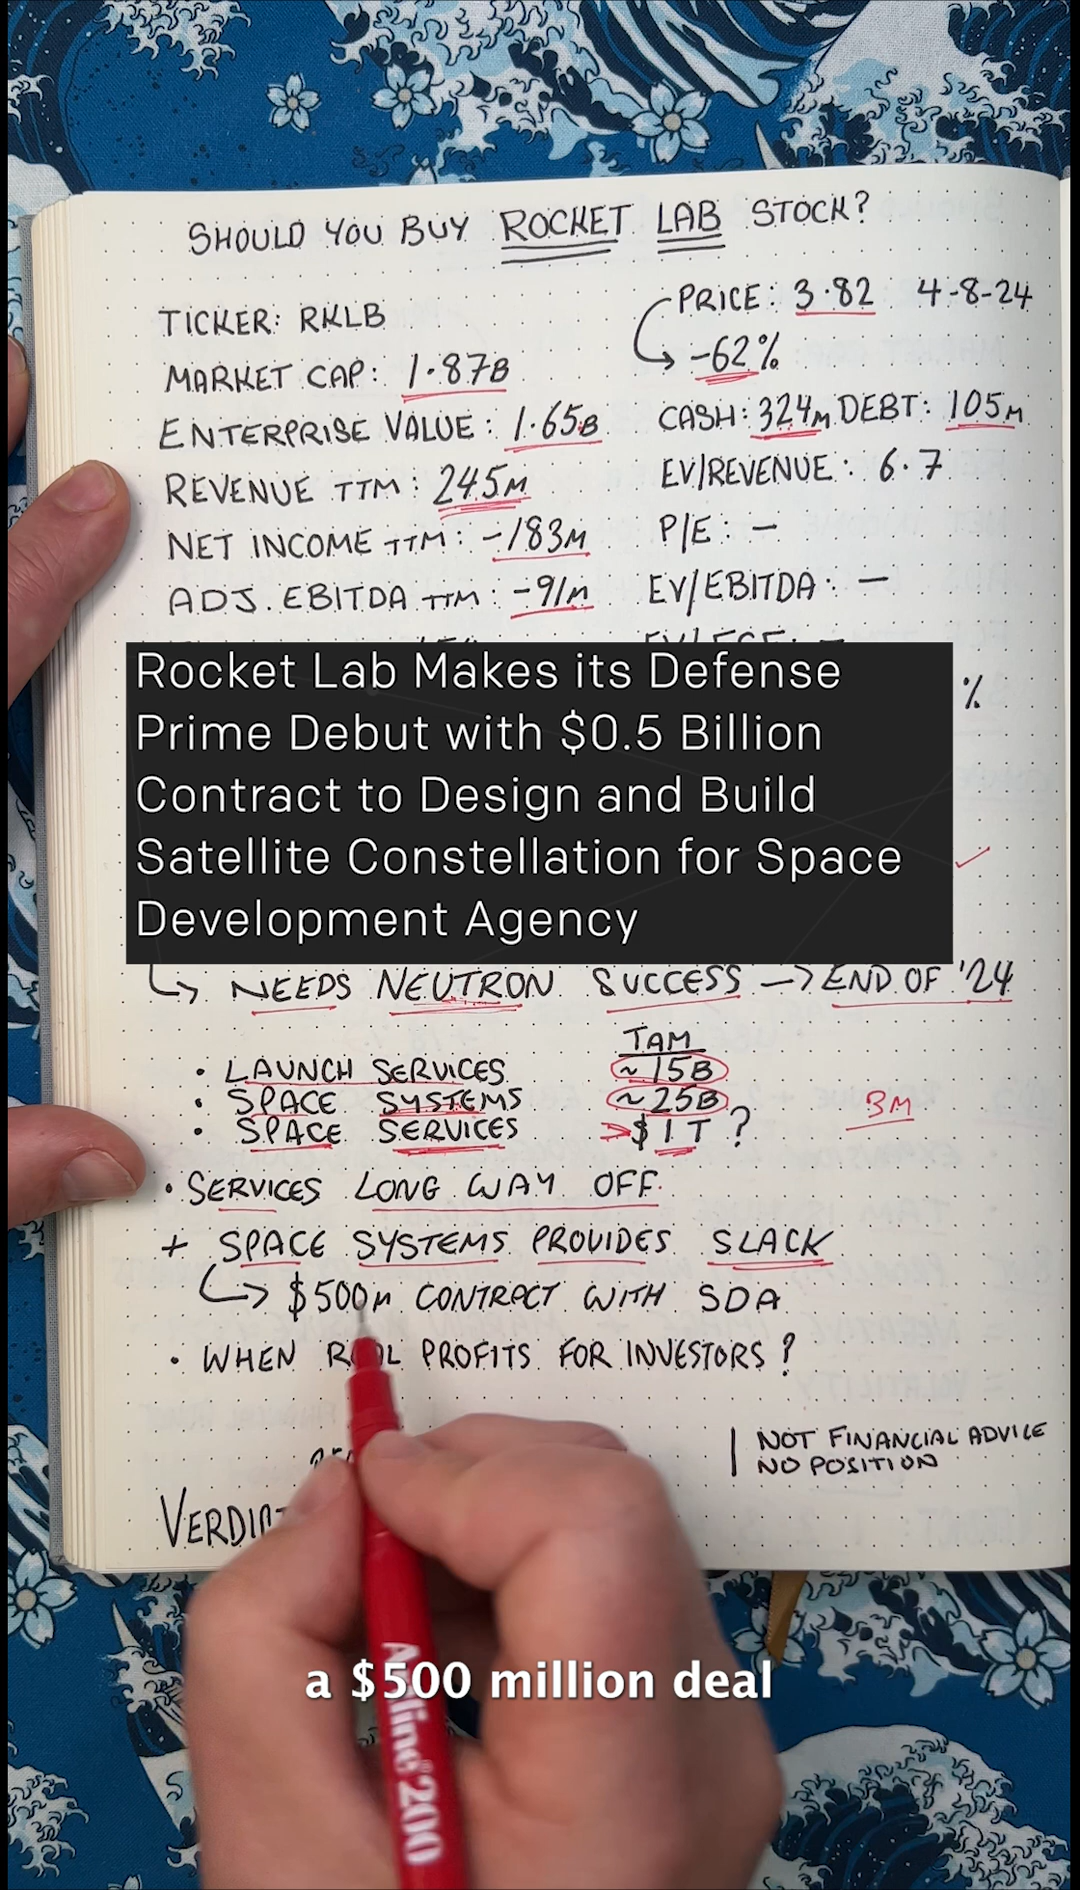 SHOULD YOU BUY ROCKET LAB STOCK?
TICKER: RKLB
PRICE: 3.82 4-8-24
-62%
MARKET CAP: 1.87B
CASH: 324M DEBT: 105M
ENTERPRISE VALUE: 1.65B
EV/REVENUE: 6.7
REVENUE TTM: 245M
P/E: -
NET INCOME TTM: -183M
EV/EBITDA: -
ADJ. EBITDA TTM: -91M
%
Rocket Lab Makes its Defense
Prime Debut with $0.5 Billion
Contract to Design and Build
Satellite Constellation for Space
Development Agency
↳ NEEDS NEUTRON SUCCESS → END OF '24
TAM
• LAUNCH SERVICES ~15B
• SPACE SYSTEMS ~25B
3M
• SPACE SERVICES $1T?
• SERVICES LONG WAY OFF
+ SPACE SYSTEMS PROVIDES SLACK
↳ $500M CONTRACT WITH SDA
• WHEN REAL PROFITS FOR INVESTORS?
NOT FINANCIAL ADVICE
NO POSITION
a $500 million deal
Artline 200